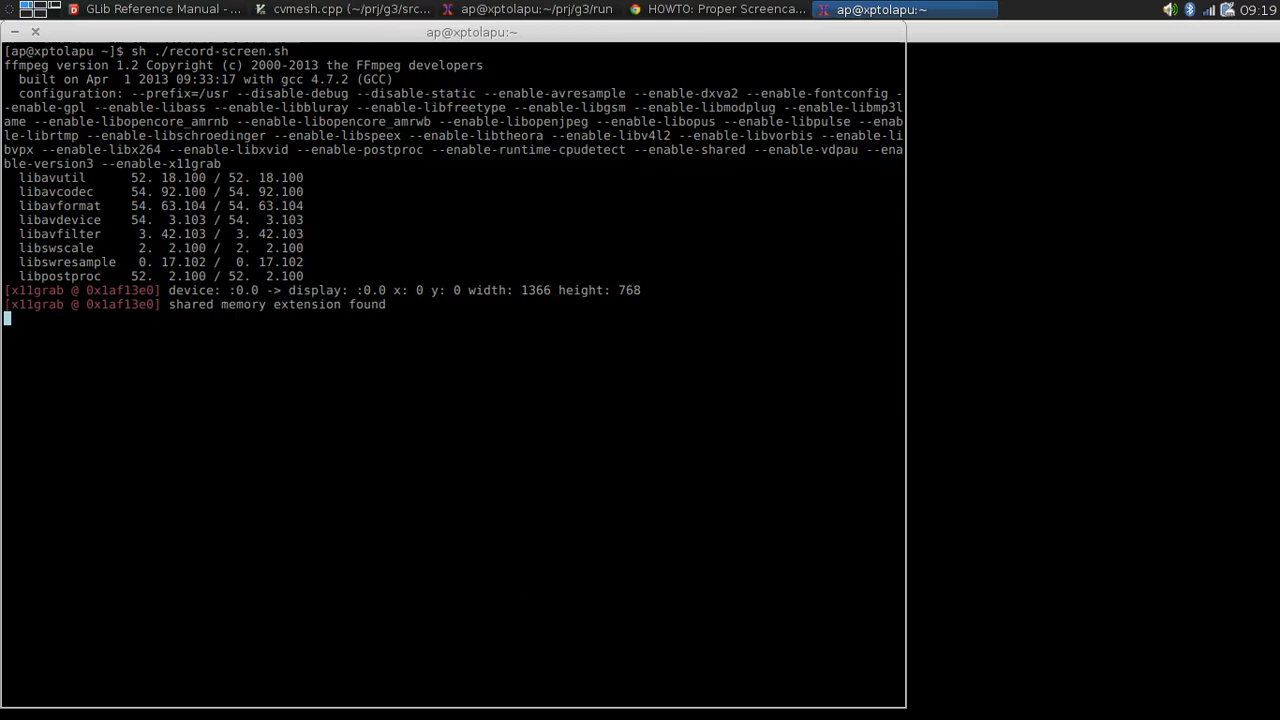 GLib Reference Manual - ...
cvmesh.cpp (~/prj/g3/src...
ap@xptolapu:~/prj/g3/run
HOWTO: Proper Screenca...
ap@xptolapu:~
09:19
ap@xptolapu:~
[ap@xptolapu ~]$ sh ./record-screen.sh
ffmpeg version 1.2 Copyright (c) 2000-2013 the FFmpeg developers
  built on Apr  1 2013 09:33:17 with gcc 4.7.2 (GCC)
  configuration: --prefix=/usr --disable-debug --disable-static --enable-avresample --enable-dxva2 --enable-fontconfig -
-enable-gpl --enable-libass --enable-libbluray --enable-libfreetype --enable-libgsm --enable-libmodplug --enable-libmp3l
ame --enable-libopencore_amrnb --enable-libopencore_amrwb --enable-libopenjpeg --enable-libopus --enable-libpulse --enab
le-librtmp --enable-libschroedinger --enable-libspeex --enable-libtheora --enable-libv4l2 --enable-libvorbis --enable-li
bvpx --enable-libx264 --enable-libxvid --enable-postproc --enable-runtime-cpudetect --enable-shared --enable-vdpau --ena
ble-version3 --enable-x11grab
  libavutil      52. 18.100 / 52. 18.100
  libavcodec     54. 92.100 / 54. 92.100
  libavformat    54. 63.104 / 54. 63.104
  libavdevice    54.  3.103 / 54.  3.103
  libavfilter     3. 42.103 /  3. 42.103
  libswscale      2.  2.100 /  2.  2.100
  libswresample   0. 17.102 /  0. 17.102
  libpostproc    52.  2.100 / 52.  2.100
[x11grab @ 0x1af13e0] device: :0.0 -> display: :0.0 x: 0 y: 0 width: 1366 height: 768
[x11grab @ 0x1af13e0] shared memory extension found